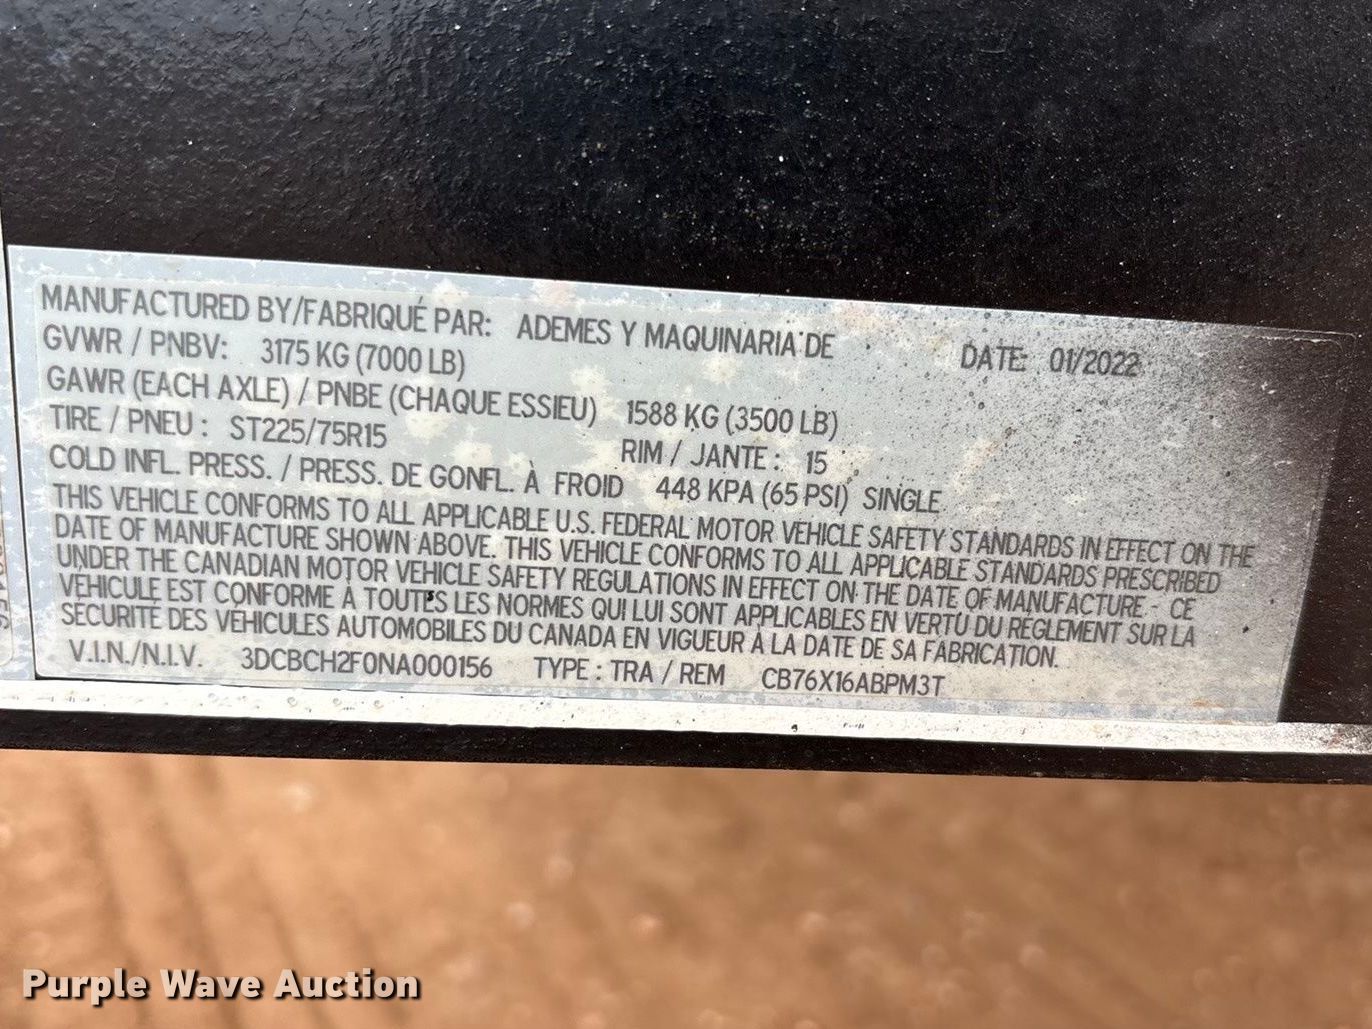 MANUFACTURED BY/FABRIQUÉ PAR: ADEMES Y MAQUINARIA DE
GVWR / PNBV: 3175 KG (7000 LB) DATE: 01/2022
GAWR (EACH AXLE) / PNBE (CHAQUE ESSIEU) 1588 KG (3500 LB)
TIRE / PNEU : ST225/75R15 RIM / JANTE : 15
COLD INFL. PRESS. / PRESS. DE GONFL. À FROID 448 KPA (65 PSI) SINGLE
THIS VEHICLE CONFORMS TO ALL APPLICABLE U.S. FEDERAL MOTOR VEHICLE SAFETY STANDARDS IN EFFECT ON THE
DATE OF MANUFACTURE SHOWN ABOVE. THIS VEHICLE CONFORMS TO ALL APPLICABLE STANDARDS PRESCRIBED
UNDER THE CANADIAN MOTOR VEHICLE SAFETY REGULATIONS IN EFFECT ON THE DATE OF MANUFACTURE - CE
VÉHICULE EST CONFORME À TOUTES LES NORMES QUI LUI SONT APPLICABLES EN VERTU DU RÈGLEMENT SUR LA
SÉCURITÉ DES VÉHICULES AUTOMOBILES DU CANADA EN VIGUEUR À LA DATE DE SA FABRICATION.
V.I.N./N.I.V. 3DCBCH2F0NA000156 TYPE : TRA / REM CB76X16ABPM3T
Purple Wave Auction